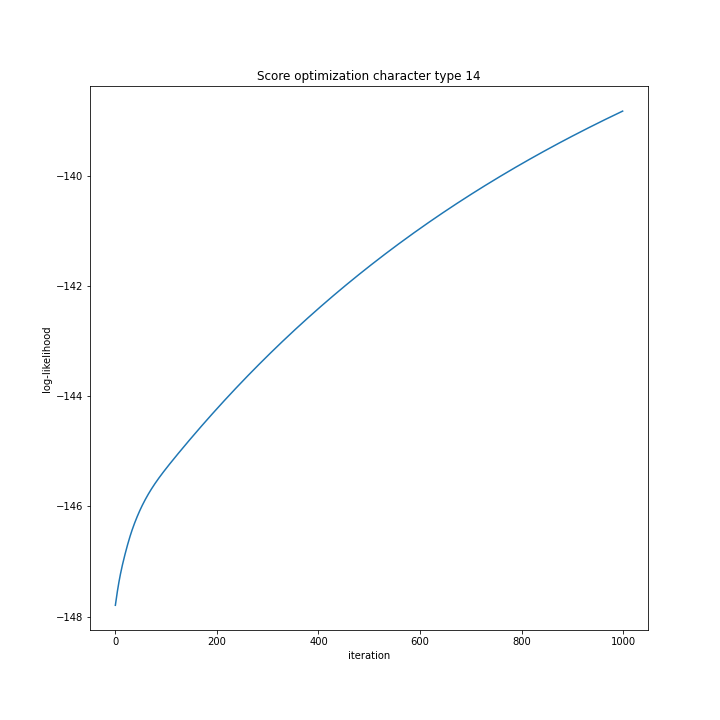 Score optimization character type 14
−140
−142
−144
−146
−148
log-likelihood
0 200 400 600 800 1000
iteration